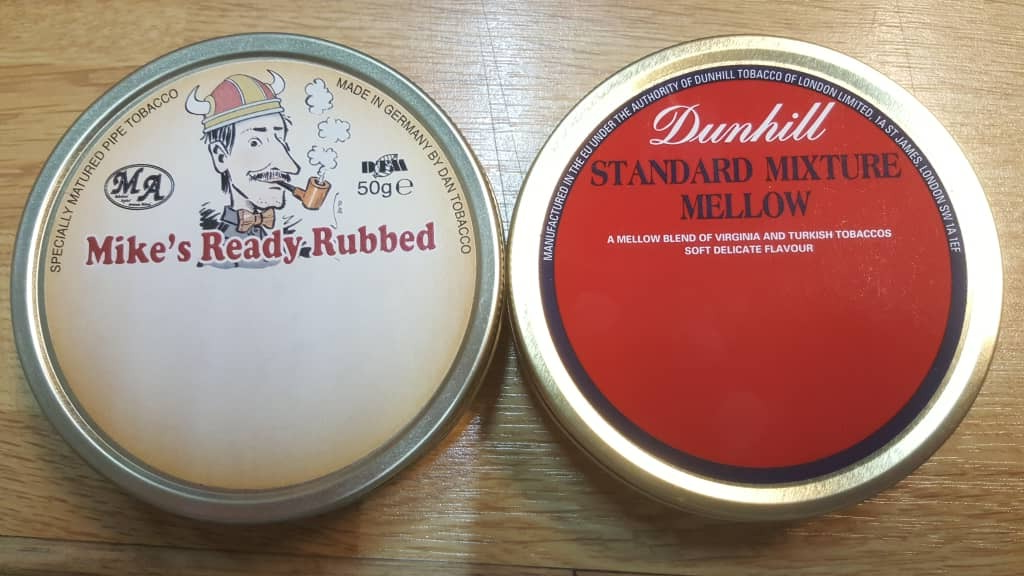 SPECIALLY MATURED PIPE TOBACCO
MADE IN GERMANY BY DAN TOBACCO
MA
50g℮
Mike's Ready Rubbed
MANUFACTURED IN THE EU UNDER THE AUTHORITY OF DUNHILL TOBACCO OF LONDON LIMITED, 1A ST JAMES, LONDON SW1A 1EF
Dunhill
STANDARD MIXTURE
MELLOW
A MELLOW BLEND OF VIRGINIA AND TURKISH TOBACCOS
SOFT DELICATE FLAVOUR